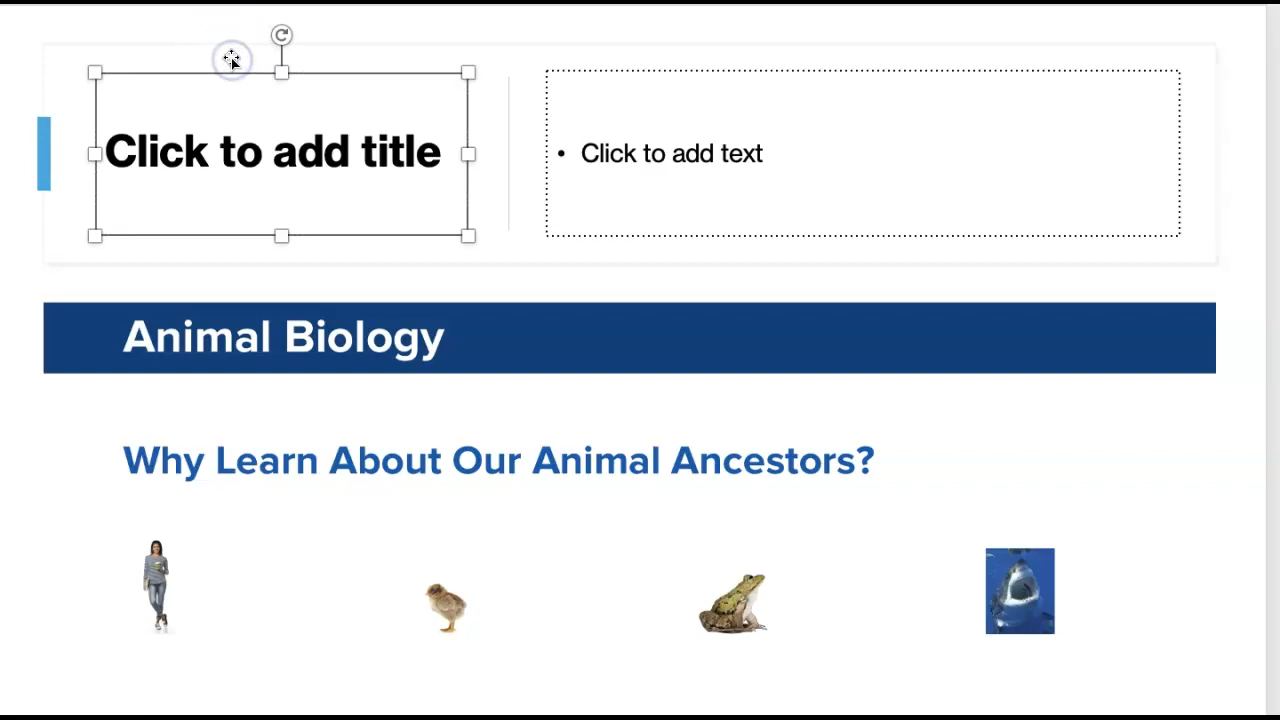 Click to add title
• Click to add text
Animal Biology
Why Learn About Our Animal Ancestors?